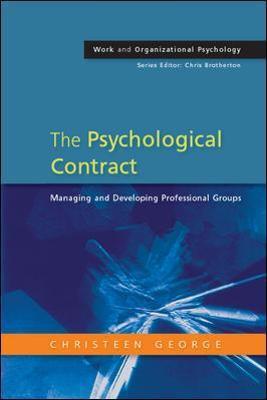 Work and Organizational Psychology
Series Editor: Chris Brotherton
The Psychological
Contract
Managing and Developing Professional Groups
CHRISTEEN GEORGE